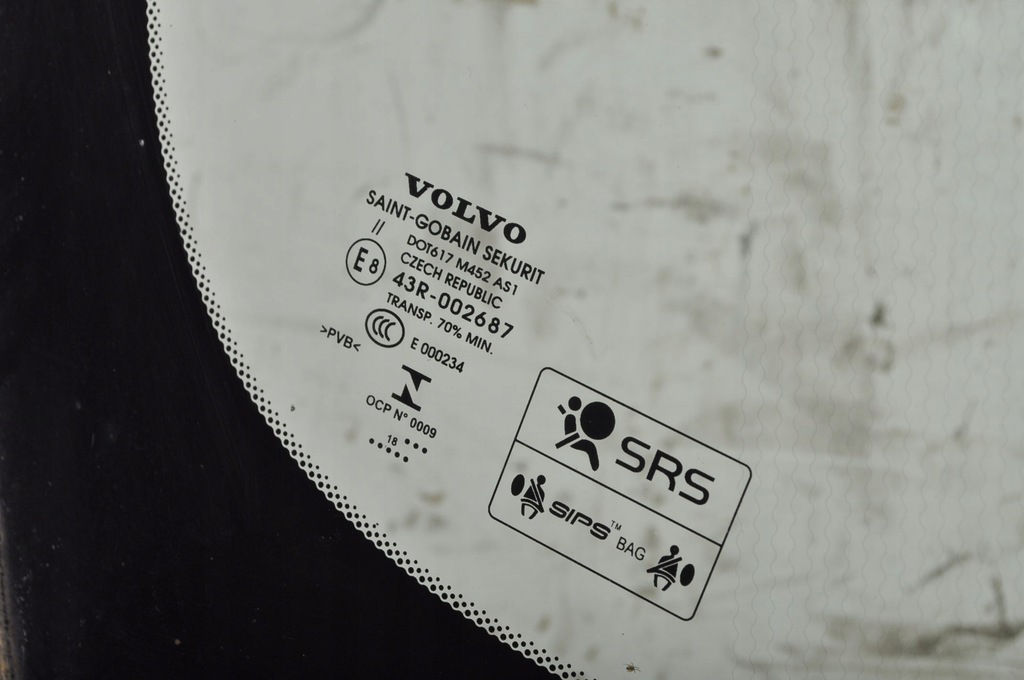 VOLVO
SAINT-GOBAIN SEKURIT
//
DOT617 M452 AS1
E8
CZECH REPUBLIC
43R-002687
TRANSP. 70% MIN.
>PVB<
CCC
E 000234
OCP N° 0009
18
SRS
SIPS™ BAG